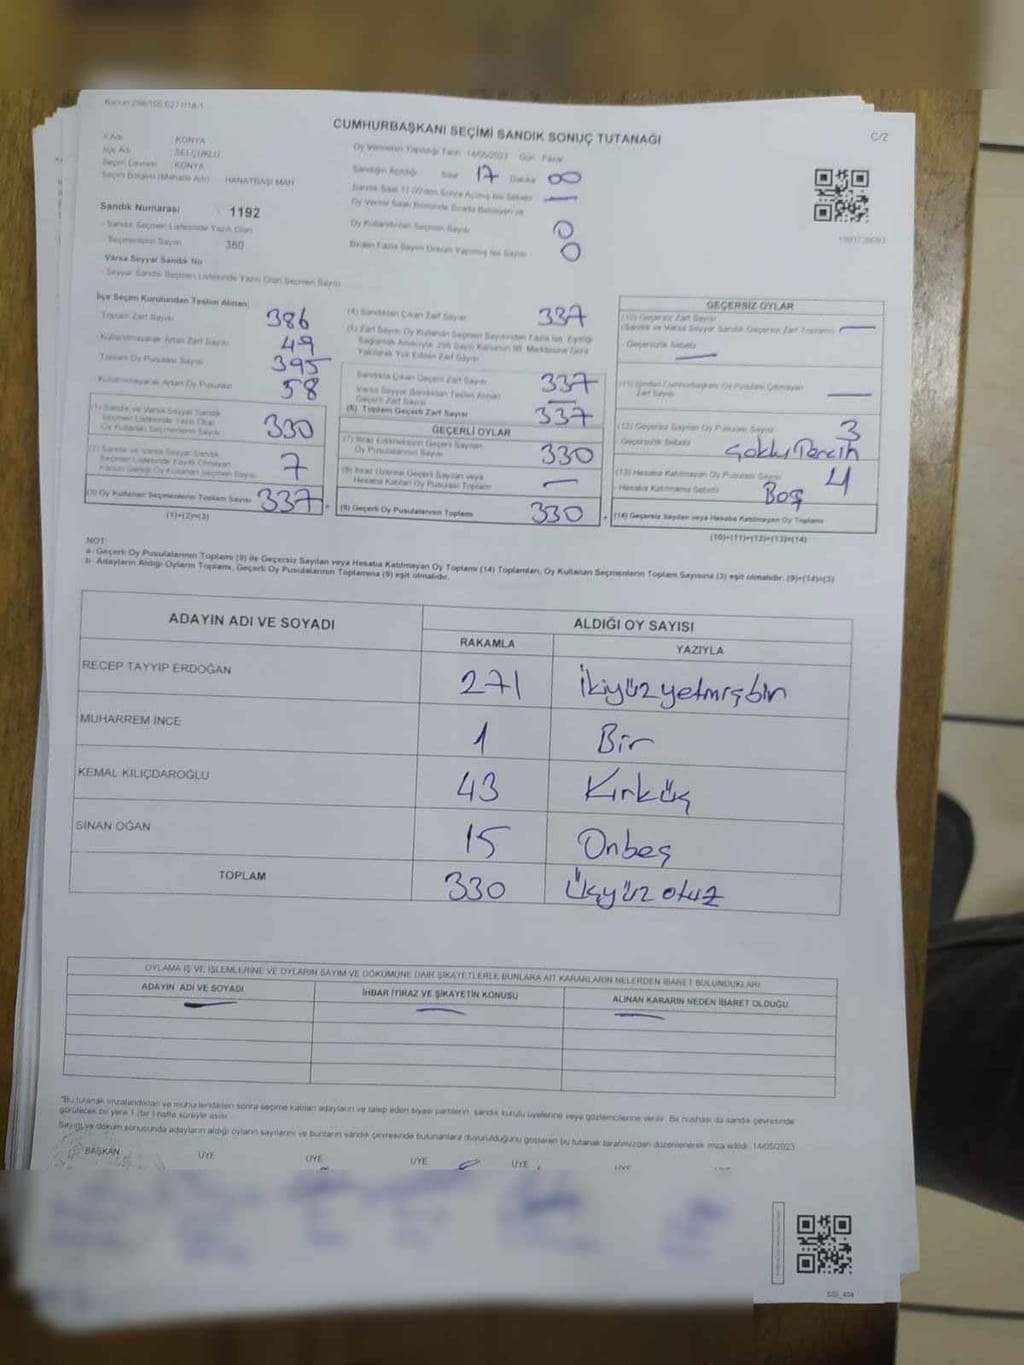 Kanun 298/105 6271/18-1
CUMHURBAŞKANI SEÇİMİ SANDIK SONUÇ TUTANAĞI
C/2
İl Adı KONYA
İlçe Adı SELÇUKLU
Seçim Çevresi KONYA
Seçim Bölgesi (Mahalle Adı) HANAYBAŞI MAH
Oy Vermenin Yapıldığı Tarih 14/05/2023 Gün Pazar
Sandığın Açıldığı Saat 17 Dakika 00
Sandık Saat 17.00'den Sonra Açılmış İse Sebebi —
Oy Verme Saati Bitiminde Sırada Bekleyen ve
Oy Kullandırılan Seçmen Sayısı 0
Birden Fazla Sayım Döküm Yapılmış İse Sayısı 0
Sandık Numarası : 1192
Sandık Seçmen Listesinde Yazılı Olan
Seçmenlerin Sayısı 380
Varsa Seyyar Sandık No
Seyyar Sandık Seçmen Listesinde Yazılı Olan Seçmen Sayısı
İlçe Seçim Kurulundan Teslim Alınan:
Toplam Zarf Sayısı 386
Kullanılmayarak Artan Zarf Sayısı 49
Toplam Oy Pusulası Sayısı 395
Kullanılmayarak Artan Oy Pusulaları 58
(1) Sandık ve Varsa Seyyar Sandık
Seçmen Listesinde Yazılı Olup
Oy Kullanan Seçmenlerin Sayısı 330
(2) Sandık ve Varsa Seyyar Sandık
Seçmen Listesinde Kayıtlı Olmayan
Kanun Gereği Oy Kullanan Seçmen Sayısı 7
(3) Oy Kullanan Seçmenlerin Toplam Sayısı 337
(1)+(2)=(3)
(4) Sandıktan Çıkan Zarf Sayısı 337
(5) Zarf Sayısı Oy Kullanan Seçmen Sayısından Fazla İse, Eşitliği
Sağlamak Amacıyla, 298 Sayılı Kanunun 98. Maddesine Göre
Yakılarak Yok Edilen Zarf Sayısı
Sandıkta Çıkan Geçerli Zarf Sayısı 337
Varsa Seyyar Sandıktan Teslim Alınan
Geçerli Zarf Sayısı —
(6) Toplam Geçerli Zarf Sayısı 337
GEÇERLİ OYLAR
(7) İtiraz Edilmeksizin Geçerli Sayılan
Oy Pusulalarının Sayısı 330
(8) İtiraz Üzerine Geçerli Sayılan veya
Hesaba Katılan Oy Pusulası Toplamı —
(9) Geçerli Oy Pusulalarının Toplamı 330
GEÇERSİZ OYLAR
(10) Geçersiz Zarf Sayısı
(Sandık ve Varsa Seyyar Sandık Geçersiz Zarf Toplamı) —
Geçersizlik Sebebi —
(11) İçinden Cumhurbaşkanı Oy Pusulası Çıkmayan
Zarf Sayısı —
(12) Geçersiz Sayılan Oy Pusulası Sayısı 3
Geçersizlik Sebebi Çoklu Tercih
(13) Hesaba Katılmayan Oy Pusulası Sayısı 4
Hesaba Katılmama Sebebi Boş
(14) Geçersiz Sayılan veya Hesaba Katılmayan Oy Toplamı
(10)+(11)+(12)+(13)=(14)
NOT
a- Geçerli Oy Pusulalarının Toplamı (9) ile Geçersiz Sayılan veya Hesaba Katılmayan Oy Toplamı (14) Toplamları, Oy Kullanan Seçmenlerin Toplam Sayısına (3) eşit olmalıdır. (9)+(14)=(3)
b- Adayların Aldığı Oyların Toplamı, Geçerli Oy Pusulalarının Toplamına (9) eşit olmalıdır.
ADAYIN ADI VE SOYADI ALDIĞI OY SAYISI
RAKAMLA YAZIYLA
RECEP TAYYIP ERDOĞAN 271 İkiyüzyetmişbin
MUHARREM İNCE 1 Bir
KEMAL KILIÇDAROĞLU 43 Kırküç
SİNAN OĞAN 15 Onbeş
TOPLAM 330 Üçyüz otuz
OYLAMA İŞ VE İŞLEMLERİNE VE OYLARIN SAYIM VE DÖKÜMÜNE DAİR ŞİKAYETLERLE BUNLARA AİT KARARLARIN NELERDEN İBARET BULUNDUKLARI
ADAYIN ADI VE SOYADI İHBAR İTİRAZ VE ŞİKAYETİN KONUSU ALINAN KARARIN NEDEN İBARET OLDUĞU
— — —
"Bu tutanak imzalandıktan ve mühürlendikten sonra seçime katılan adayların ve talep eden siyasi partilerin sandık kurulu üyelerine veya gözlemcilerine verilir. Bir nüshası da sandık çevresinde
görülecek bir yere 1 (bir) hafta süreyle asılır.
Sayım ve döküm sonucunda adayların aldığı oyların sayılarını ve bunların sandık çevresinde bulunanlara duyurulduğunu gösteren bu tutanak tarafımızdan düzenlenerek imza edildi. 14/05/2023
BAŞKAN ÜYE ÜYE ÜYE ÜYE ÜYE